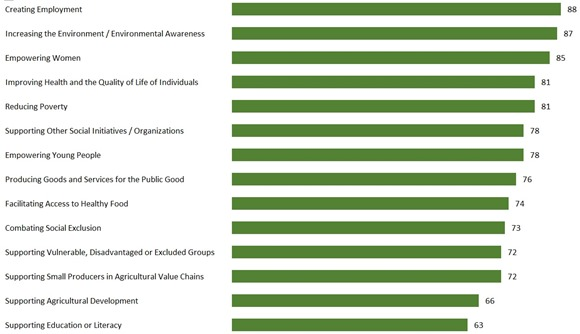 Creating Employment 88
Increasing the Environment / Environmental Awareness 87
Empowering Women 85
Improving Health and the Quality of Life of Individuals 81
Reducing Poverty 81
Supporting Other Social Initiatives / Organizations 78
Empowering Young People 78
Producing Goods and Services for the Public Good 76
Facilitating Access to Healthy Food 74
Combating Social Exclusion 73
Supporting Vulnerable, Disadvantaged or Excluded Groups 72
Supporting Small Producers in Agricultural Value Chains 72
Supporting Agricultural Development 66
Supporting Education or Literacy 63